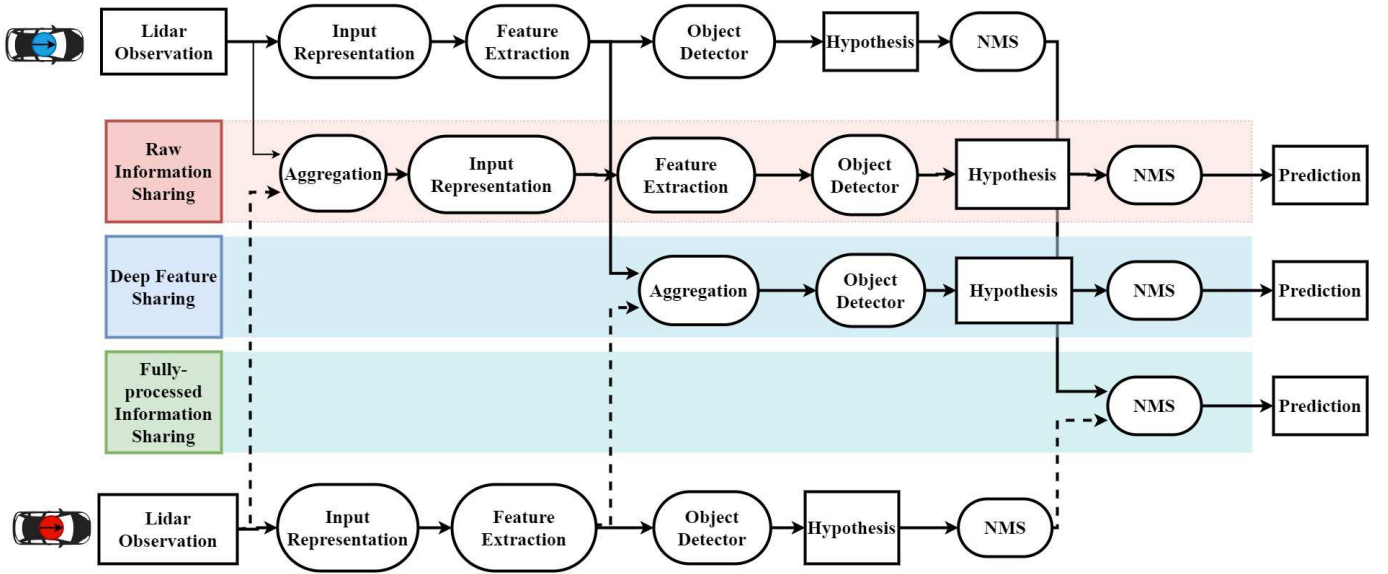 Lidar
Observation
Input
Representation
Feature
Extraction
Object
Detector
Hypothesis
NMS
Raw
Information
Sharing
Aggregation
Input
Representation
Feature
Extraction
Object
Detector
Hypothesis
NMS
Prediction
Deep Feature
Sharing
Aggregation
Object
Detector
Hypothesis
NMS
Prediction
Fully-
processed
Information
Sharing
NMS
Prediction
Lidar
Observation
Input
Representation
Feature
Extraction
Object
Detector
Hypothesis
NMS